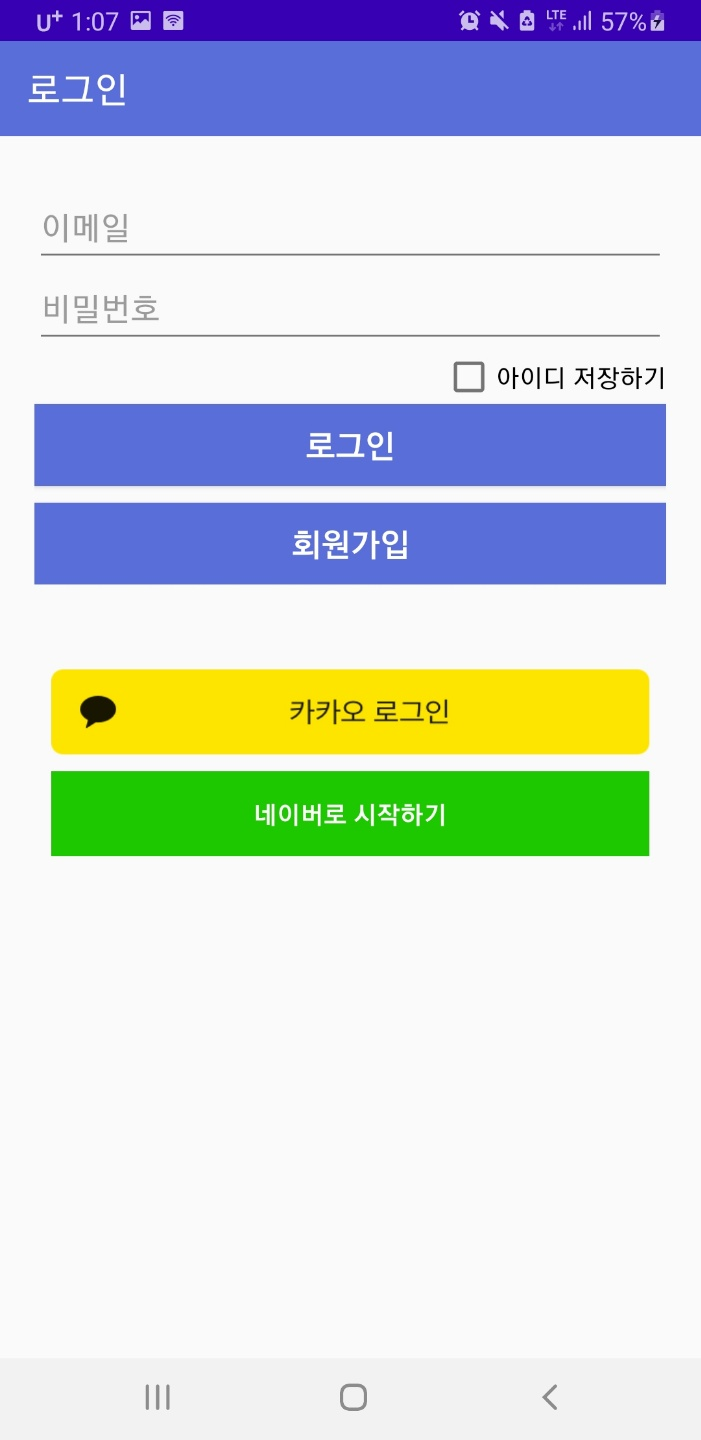 U+ 1:07 LTE 57%
로그인
이메일
비밀번호
아이디 저장하기
로그인
회원가입
카카오 로그인
네이버로 시작하기